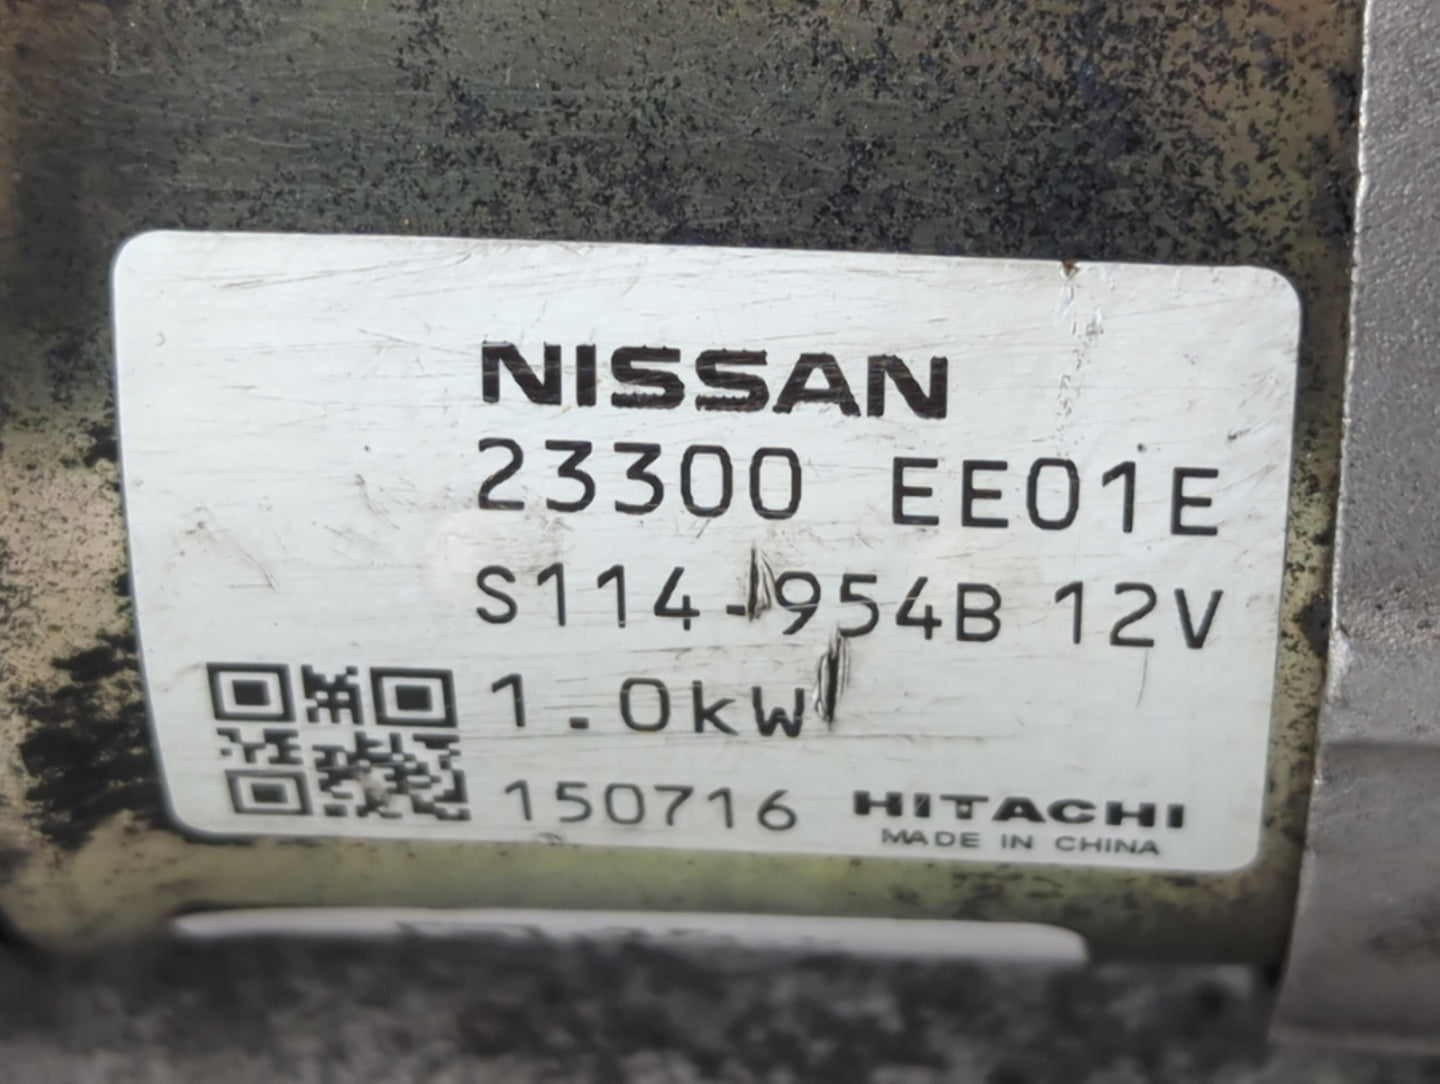 NISSAN
23300 EE01E
S114-954B 12V
1.0kW
150716 HITACHI
MADE IN CHINA